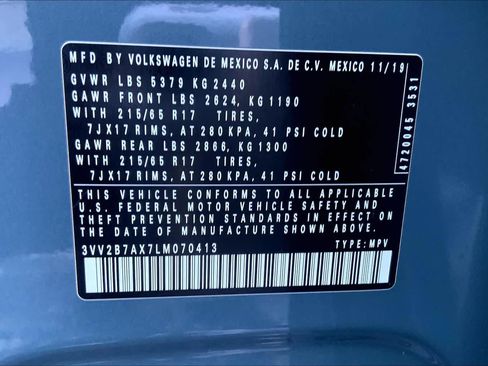 MFD BY VOLKSWAGEN DE MEXICO S.A. DE C.V. MEXICO 11/19
GVWR LBS 5379 KG 2440
GAWR FRONT LBS 2624, KG 1190
WITH 215/65 R17 TIRES,
7JX17 RIMS, AT 280 KPA, 41 PSI COLD
GAWR REAR LBS 2866, KG 1300
WITH 215/65 R17 TIRES,
7JX17 RIMS, AT 280 KPA, 41 PSI COLD
THIS VEHICLE CONFORMS TO ALL APPLICABLE
U.S. FEDERAL MOTOR VEHICLE SAFETY AND
THEFT PREVENTION STANDARDS IN EFFECT ON
THE DATE OF MANUFACTURE SHOWN ABOVE.
3VV2B7AX7LM070413 TYPE: MPV
4720045 3531